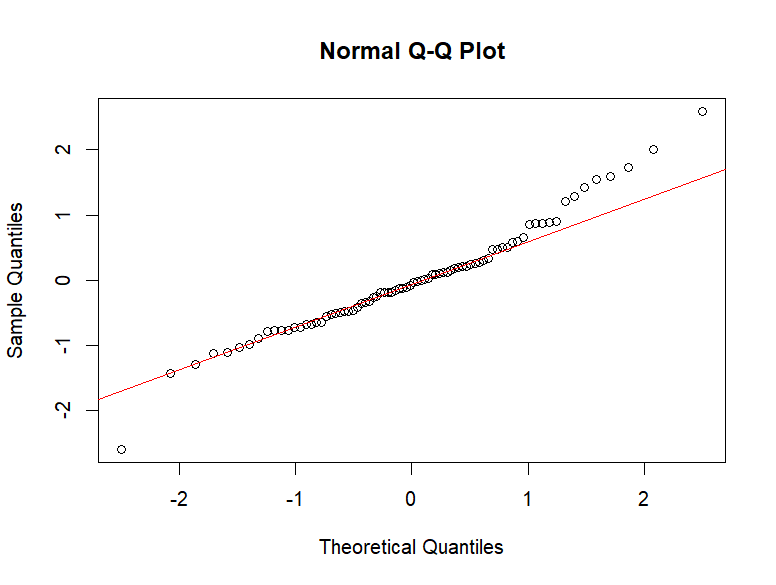 Normal Q-Q Plot
Sample Quantiles
2
1
0
-1
-2
-2 -1 0 1 2
Theoretical Quantiles